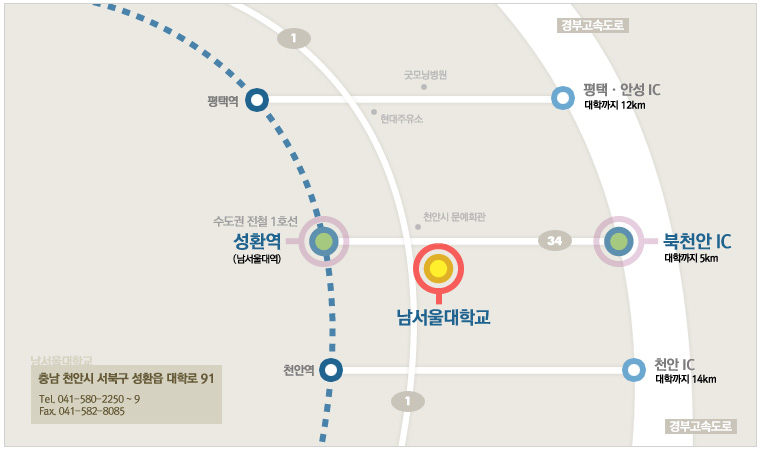 경부고속도로
1
굿모닝병원
평택 · 안성 IC
대학까지 12km
평택역
현대주유소
수도권 전철 1호선
천안시 문예회관
성환역
(남서울대역)
34
북천안 IC
대학까지 5km
남서울대학교
천안역
천안 IC
대학까지 14km
남서울대학교
충남 천안시 서북구 성환읍 대학로 91
Tel. 041-580-2250 ~ 9
Fax. 041-582-8085
1
경부고속도로